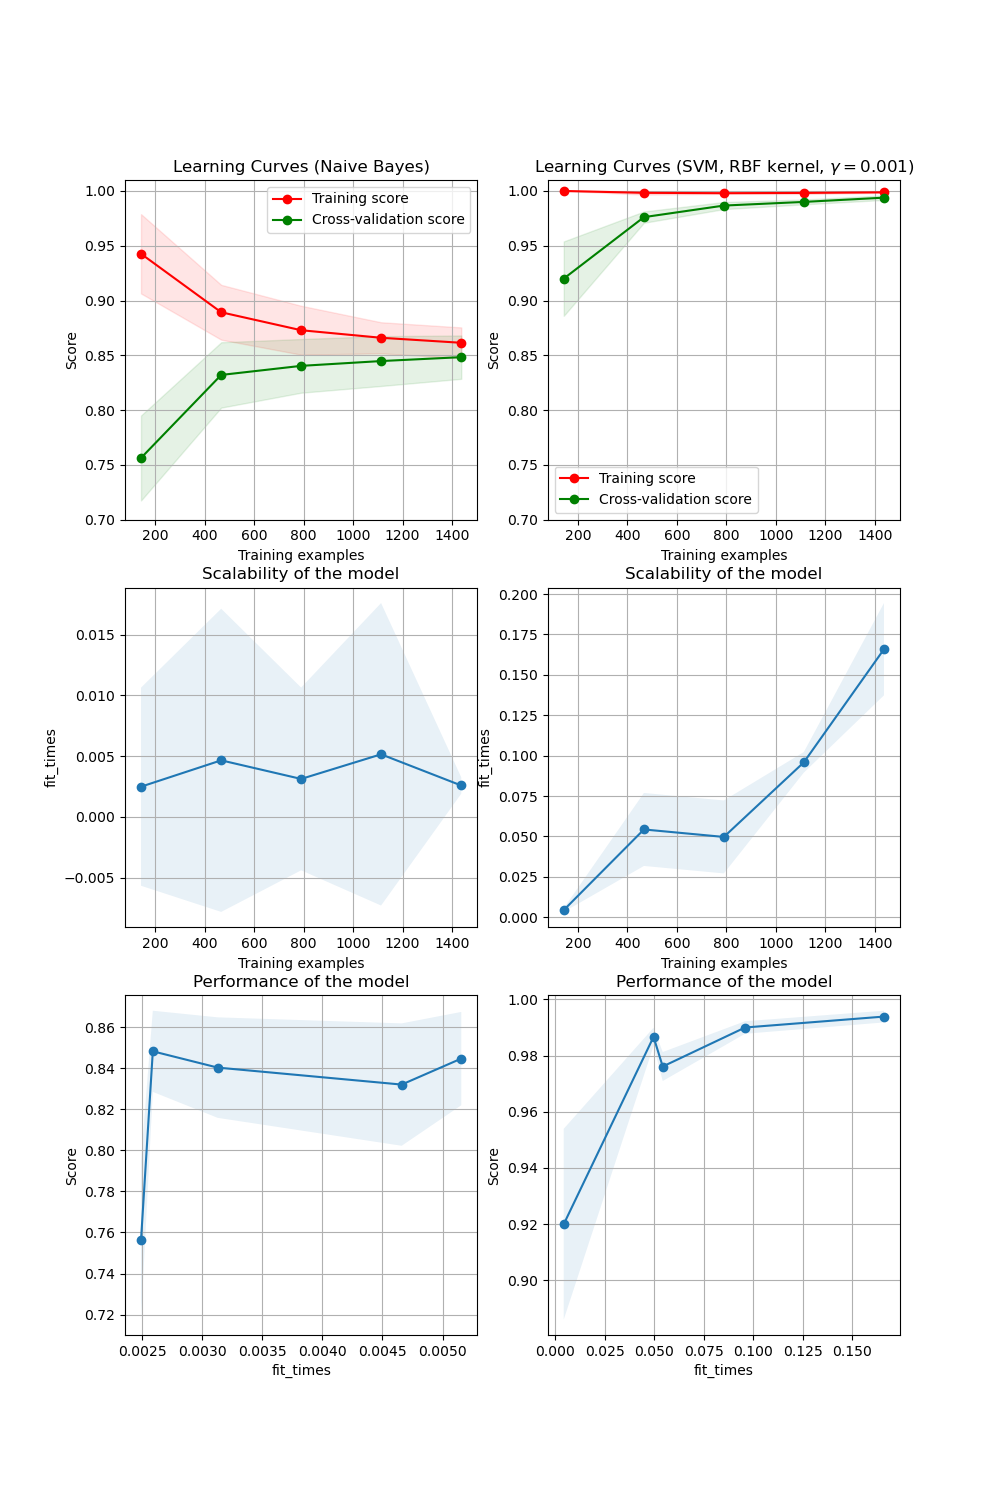 Learning Curves (Naive Bayes)
Score
1.00
0.95
0.90
0.85
0.80
0.75
0.70
Training score
Cross-validation score
200 400 600 800 1000 1200 1400
Training examples
Learning Curves (SVM, RBF kernel, γ = 0.001)
Score
1.00
0.95
0.90
0.85
0.80
0.75
0.70
Training score
Cross-validation score
200 400 600 800 1000 1200 1400
Training examples
Scalability of the model
fit_times
0.015
0.010
0.005
0.000
−0.005
200 400 600 800 1000 1200 1400
Training examples
Scalability of the model
fit_times
0.200
0.175
0.150
0.125
0.100
0.075
0.050
0.025
0.000
200 400 600 800 1000 1200 1400
Training examples
Performance of the model
Score
0.86
0.84
0.82
0.80
0.78
0.76
0.74
0.72
0.0025 0.0030 0.0035 0.0040 0.0045 0.0050
fit_times
Performance of the model
Score
1.00
0.98
0.96
0.94
0.92
0.90
0.000 0.025 0.050 0.075 0.100 0.125 0.150
fit_times